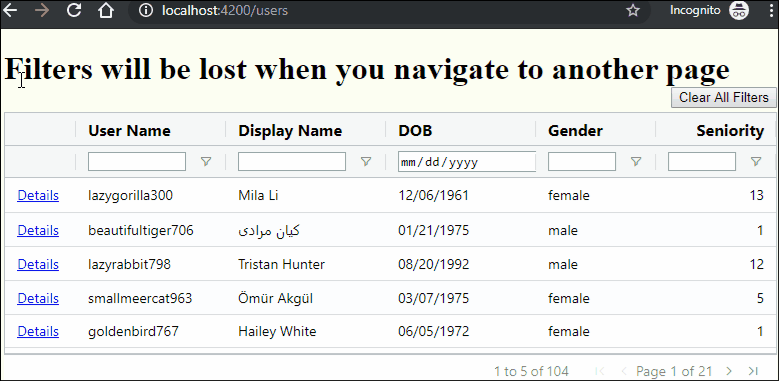 localhost:4200/users Incognito
Filters will be lost when you navigate to another page
Clear All Filters
User Name Display Name DOB Gender Seniority
mm/dd/yyyy
Details lazygorilla300 Mila Li 12/06/1961 female 13
Details beautifultiger706 کیان مرادی 01/21/1975 male 1
Details lazyrabbit798 Tristan Hunter 08/20/1992 male 12
Details smallmeercat963 Ömür Akgül 03/07/1975 female 5
Details goldenbird767 Hailey White 06/05/1972 female 1
1 to 5 of 104 Page 1 of 21